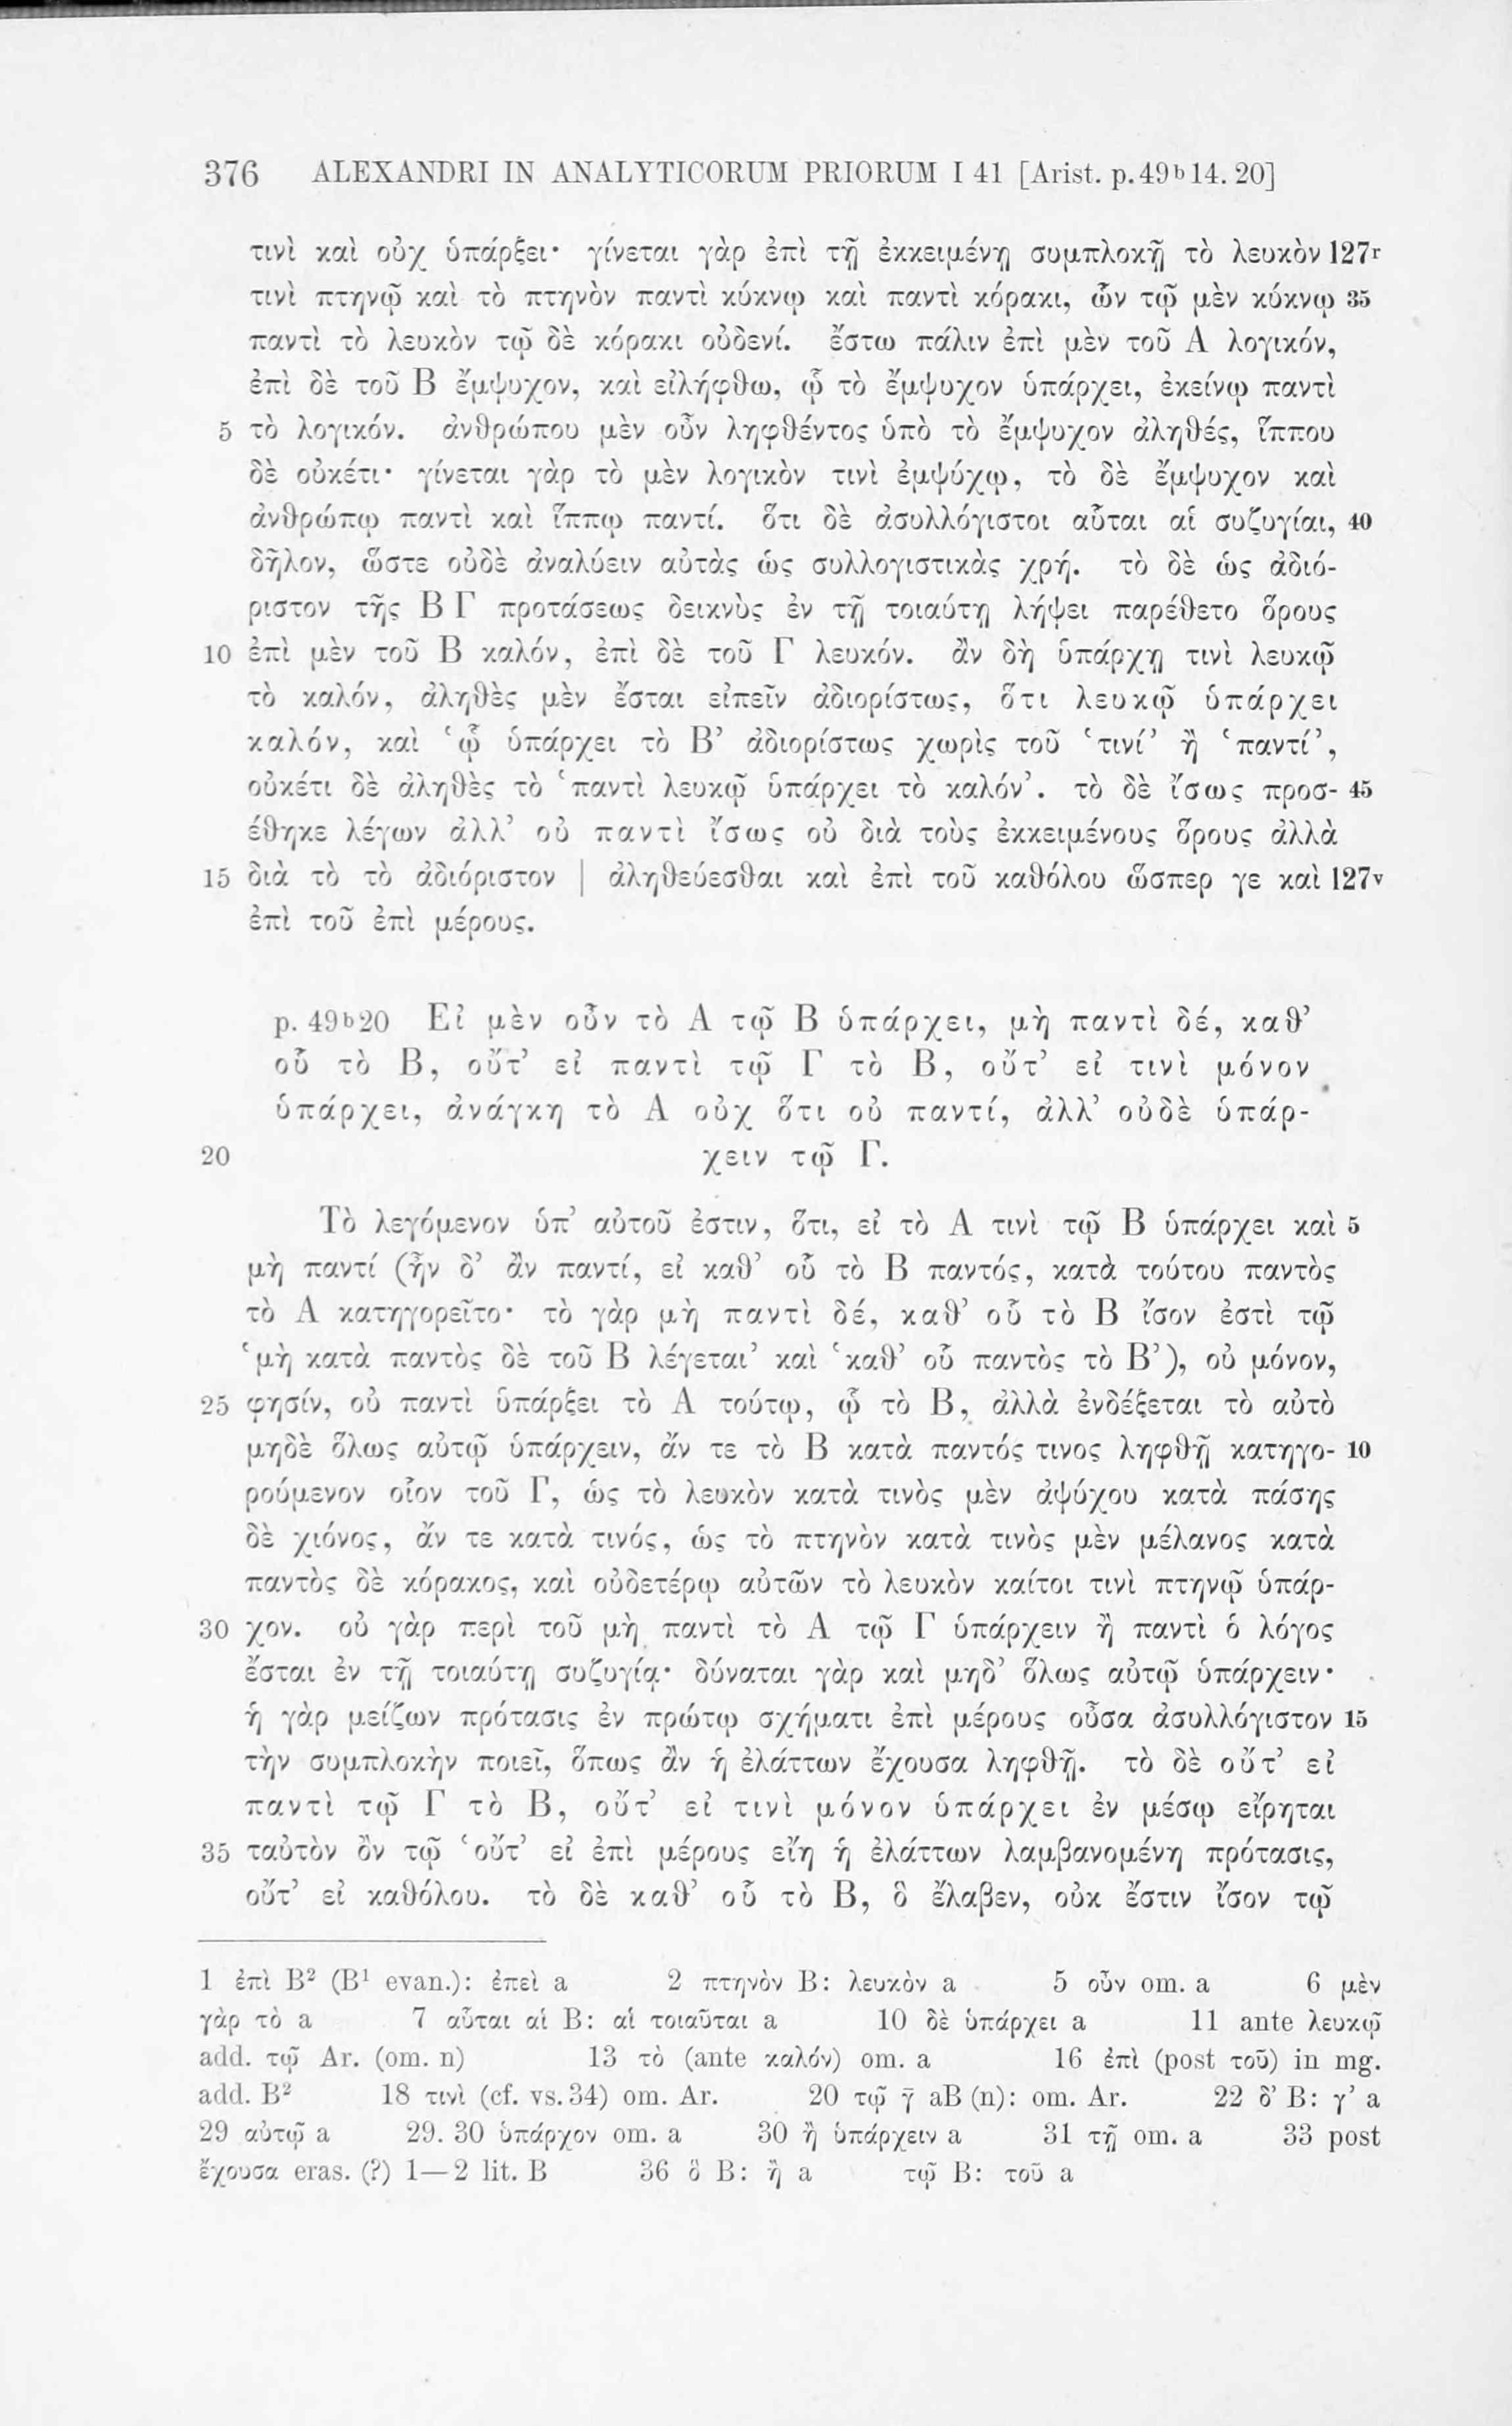 376 ALEXANDRI IN ANALYTICORUM PRIORUM I 41 [Arist. p. 49ᵇ14. 20]
τινὶ καὶ οὐχ ὑπάρξει· γίνεται γὰρ ἐπὶ τῇ ἐκκειμένῃ συμπλοκῇ τὸ λευκὸν 127ʳ
τινὶ πτηνῷ καὶ τὸ πτηνὸν παντὶ κύκνῳ καὶ παντὶ κόρακι, ὧν τῷ μὲν κύκνῳ 35
παντὶ τὸ λευκὸν τῷ δὲ κόρακι οὐδενί. ἔστω πάλιν ἐπὶ μὲν τοῦ Α λογικόν,
ἐπὶ δὲ τοῦ Β ἔμψυχον, καὶ εἰλήφθω, ᾧ τὸ ἔμψυχον ὑπάρχει, ἐκείνῳ παντὶ
5 τὸ λογικόν. ἀνθρώπου μὲν οὖν ληφθέντος ὑπὸ τὸ ἔμψυχον ἀληθές, ἵππου
δὲ οὐκέτι· γίνεται γὰρ τὸ μὲν λογικὸν τινὶ ἐμψύχῳ, τὸ δὲ ἔμψυχον καὶ
ἀνθρώπῳ παντὶ καὶ ἵππῳ παντί. ὅτι δὲ ἀσυλλόγιστοι αὗται αἱ συζυγίαι, 40
δῆλον, ὥστε οὐδὲ ἀναλύειν αὐτὰς ὡς συλλογιστικὰς χρή. τὸ δὲ ὡς ἀδιό-
ριστον τῆς Β Γ προτάσεως δεικνὺς ἐν τῇ τοιαύτῃ λήψει παρέθετο ὅρους
10 ἐπὶ μὲν τοῦ Β καλόν, ἐπὶ δὲ τοῦ Γ λευκόν. ἂν δὴ ὑπάρχῃ τινὶ λευκῷ
τὸ καλόν, ἀληθὲς μὲν ἔσται εἰπεῖν ἀδιορίστως, ὅτι λευκῷ ὑπάρχει
καλόν, καὶ ‘ᾧ ὑπάρχει τὸ Β’ ἀδιορίστως χωρὶς τοῦ ‘τινί’ ἢ ‘παντί’,
οὐκέτι δὲ ἀληθὲς τὸ ‘παντὶ λευκῷ ὑπάρχει τὸ καλόν’. τὸ δὲ ἴσως προσ- 45
έθηκε λέγων ἀλλ’ οὐ παντὶ ἴσως οὐ διὰ τοὺς ἐκκειμένους ὅρους ἀλλὰ
15 διὰ τὸ τὸ ἀδιόριστον | ἀληθεύεσθαι καὶ ἐπὶ τοῦ καθόλου ὥσπερ γε καὶ 127ᵛ
ἐπὶ τοῦ ἐπὶ μέρους.
p. 49ᵇ20 Εἰ μὲν οὖν τὸ Α τῷ Β ὑπάρχει, μὴ παντὶ δέ, καθ’
οὗ τὸ Β, οὔτ’ εἰ παντὶ τῷ Γ τὸ Β, οὔτ’ εἰ τινὶ μόνον
ὑπάρχει, ἀνάγκη τὸ Α οὐχ ὅτι οὐ παντί, ἀλλ’ οὐδὲ ὑπάρ-
20 χειν τῷ Γ.
Τὸ λεγόμενον ὑπ’ αὐτοῦ ἐστιν, ὅτι, εἰ τὸ Α τινὶ τῷ Β ὑπάρχει καὶ 5
μὴ παντί (ἦν δ’ ἂν παντί, εἰ καθ’ οὗ τὸ Β παντός, κατὰ τούτου παντὸς
τὸ Α κατηγορεῖτο· τὸ γὰρ μὴ παντὶ δέ, καθ’ οὗ τὸ Β ἴσον ἐστὶ τῷ
‘μὴ κατὰ παντὸς δὲ τοῦ Β λέγεται’ καὶ ‘καθ’ οὗ παντὸς τὸ Β’), οὐ μόνον,
25 φησίν, οὐ παντὶ ὑπάρξει τὸ Α τούτῳ, ᾧ τὸ Β, ἀλλὰ ἐνδέξεται τὸ αὐτὸ
μηδὲ ὅλως αὐτῷ ὑπάρχειν, ἄν τε τὸ Β κατὰ παντός τινος ληφθῇ κατηγο- 10
ρούμενον οἷον τοῦ Γ, ὡς τὸ λευκὸν κατὰ τινὸς μὲν ἀψύχου κατὰ πάσης
δὲ χιόνος, ἄν τε κατὰ τινός, ὡς τὸ πτηνὸν κατὰ τινὸς μὲν μέλανος κατὰ
παντὸς δὲ κόρακος, καὶ οὐδετέρῳ αὐτῶν τὸ λευκὸν καίτοι τινὶ πτηνῷ ὑπάρ-
30 χον. οὐ γὰρ περὶ τοῦ μὴ παντὶ τὸ Α τῷ Γ ὑπάρχειν ἢ παντὶ ὁ λόγος
ἔσται ἐν τῇ τοιαύτῃ συζυγίᾳ· δύναται γὰρ καὶ μηδ’ ὅλως αὐτῷ ὑπάρχειν·
ἡ γὰρ μείζων πρότασις ἐν πρώτῳ σχήματι ἐπὶ μέρους οὖσα ἀσυλλόγιστον 15
τὴν συμπλοκὴν ποιεῖ, ὅπως ἂν ἡ ἐλάττων ἔχουσα ληφθῇ. τὸ δὲ οὔτ’ εἰ
παντὶ τῷ Γ τὸ Β, οὔτ’ εἰ τινὶ μόνον ὑπάρχει ἐν μέσῳ εἴρηται
35 ταὐτὸν ὂν τῷ ‘οὔτ’ εἰ ἐπὶ μέρους εἴη ἡ ἐλάττων λαμβανομένη πρότασις,
οὔτ’ εἰ καθόλου. τὸ δὲ καθ’ οὗ τὸ Β, ὃ ἔλαβεν, οὐκ ἔστιν ἴσον τῷ
1 ἐπὶ B² (B¹ evan.): ἐπεὶ a 2 πτηνὸν B: λευκὸν a 5 οὖν om. a 6 μὲν
γὰρ τὸ a 7 αὗται αἱ B: αἱ τοιαῦται a 10 δὲ ὑπάρχει a 11 ante λευκῷ
add. τῷ Ar. (om. n) 13 τὸ (ante καλόν) om. a 16 ἐπὶ (post τοῦ) in mg.
add. B² 18 τινὶ (cf. vs. 34) om. Ar. 20 τῷ γ̄ aB (n): om. Ar. 22 δ’ B: γ’ a
29 αὐτῷ a 29. 30 ὑπάρχον om. a 30 ἢ ὑπάρχειν a 31 τῇ om. a 33 post
ἔχουσα eras. (?) 1—2 lit. B 36 ὃ B: ἢ a τῷ B: τοῦ a